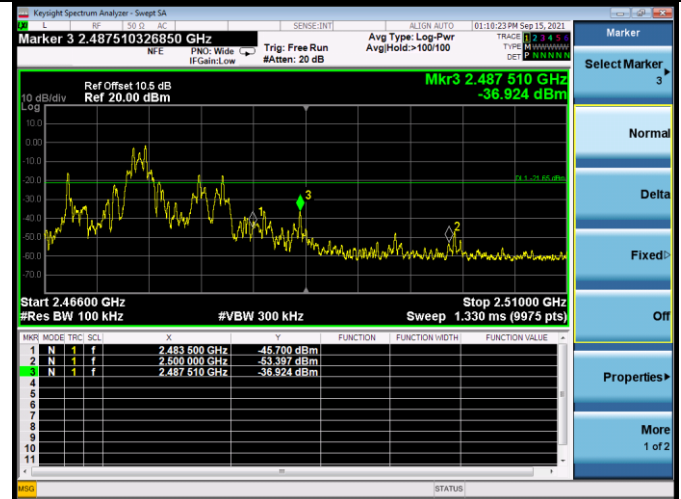 Keysight Spectrum Analyzer - Swept SA
L RF 50 Ω AC SENSE:INT ALIGN AUTO 01:10:23 PM Sep 15, 2021
Marker 3 2.487510326850 GHz
NFE PNO: Wide Trig: Free Run Avg Type: Log-Pwr TRACE 1 2 3 4 5 6
IFGain:Low #Atten: 20 dB Avg|Hold:>100/100 TYPE M W W W W W
DET P N N N N N
Mkr3 2.487 510 GHz
-36.924 dBm
Ref Offset 10.5 dB
10 dB/div Ref 20.00 dBm
Log
10.0
0.00
-10.0
-20.0
-30.0
-40.0
-50.0
-60.0
-70.0
DL1 -21.65 dBm
1
3
2
Start 2.46600 GHz Stop 2.51000 GHz
#Res BW 100 kHz #VBW 300 kHz Sweep 1.330 ms (9975 pts)
MKR MODE TRC SCL X Y FUNCTION FUNCTION WIDTH FUNCTION VALUE
1 N 1 f 2.483 500 GHz -45.700 dBm
2 N 1 f 2.500 000 GHz -53.397 dBm
3 N 1 f 2.487 510 GHz -36.924 dBm
4
5
6
7
8
9
10
11
MSG STATUS
Marker
Select Marker
3
Normal
Delta
Fixed
Off
Properties
More
1 of 2